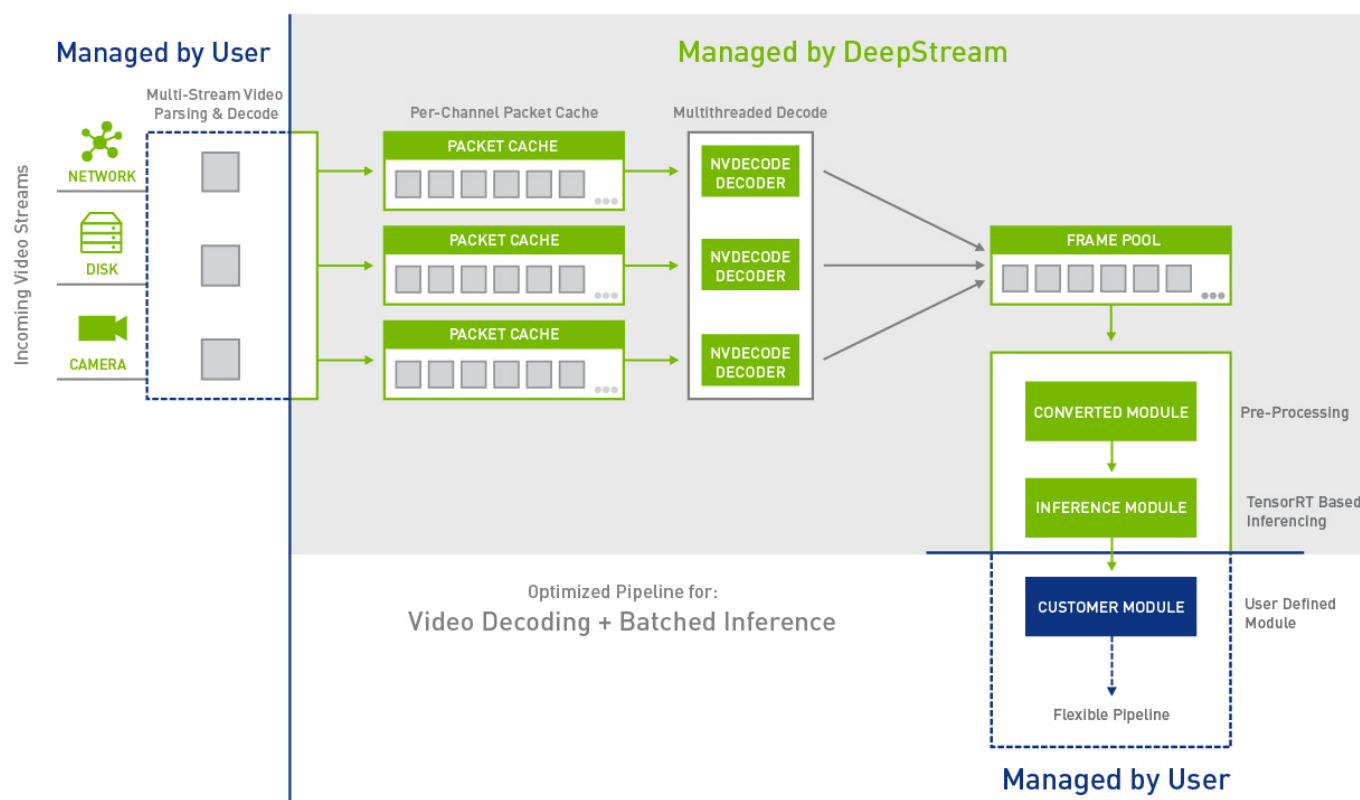 Managed by User
Managed by DeepStream
Multi-Stream Video
Parsing & Decode
Per-Channel Packet Cache
Multithreaded Decode
Incoming Video Streams
NETWORK
DISK
CAMERA
PACKET CACHE
PACKET CACHE
PACKET CACHE
NVDECODE
DECODER
NVDECODE
DECODER
NVDECODE
DECODER
FRAME POOL
CONVERTED MODULE
Pre-Processing
INFERENCE MODULE
TensorRT Based
Inferencing
Optimized Pipeline for:
Video Decoding + Batched Inference
CUSTOMER MODULE
User Defined
Module
Flexible Pipeline
Managed by User